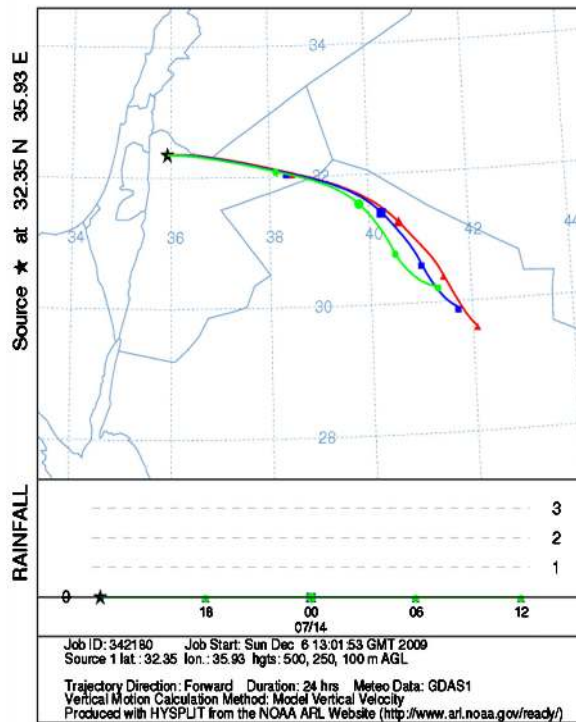 Source ★ at 32.35 N 35.93 E
34
32
34
36
38
40
42
44
30
28
RAINFALL
3
2
1
0
18 00 06 12
07/14
Job ID: 342180 Job Start: Sun Dec 6 13:01:53 GMT 2009
Source 1 lat.: 32.35 lon.: 35.93 hgts: 500, 250, 100 m AGL
Trajectory Direction: Forward Duration: 24 hrs Meteo Data: GDAS1
Vertical Motion Calculation Method: Model Vertical Velocity
Produced with HYSPLIT from the NOAA ARL Website (http://www.arl.noaa.gov/ready/)